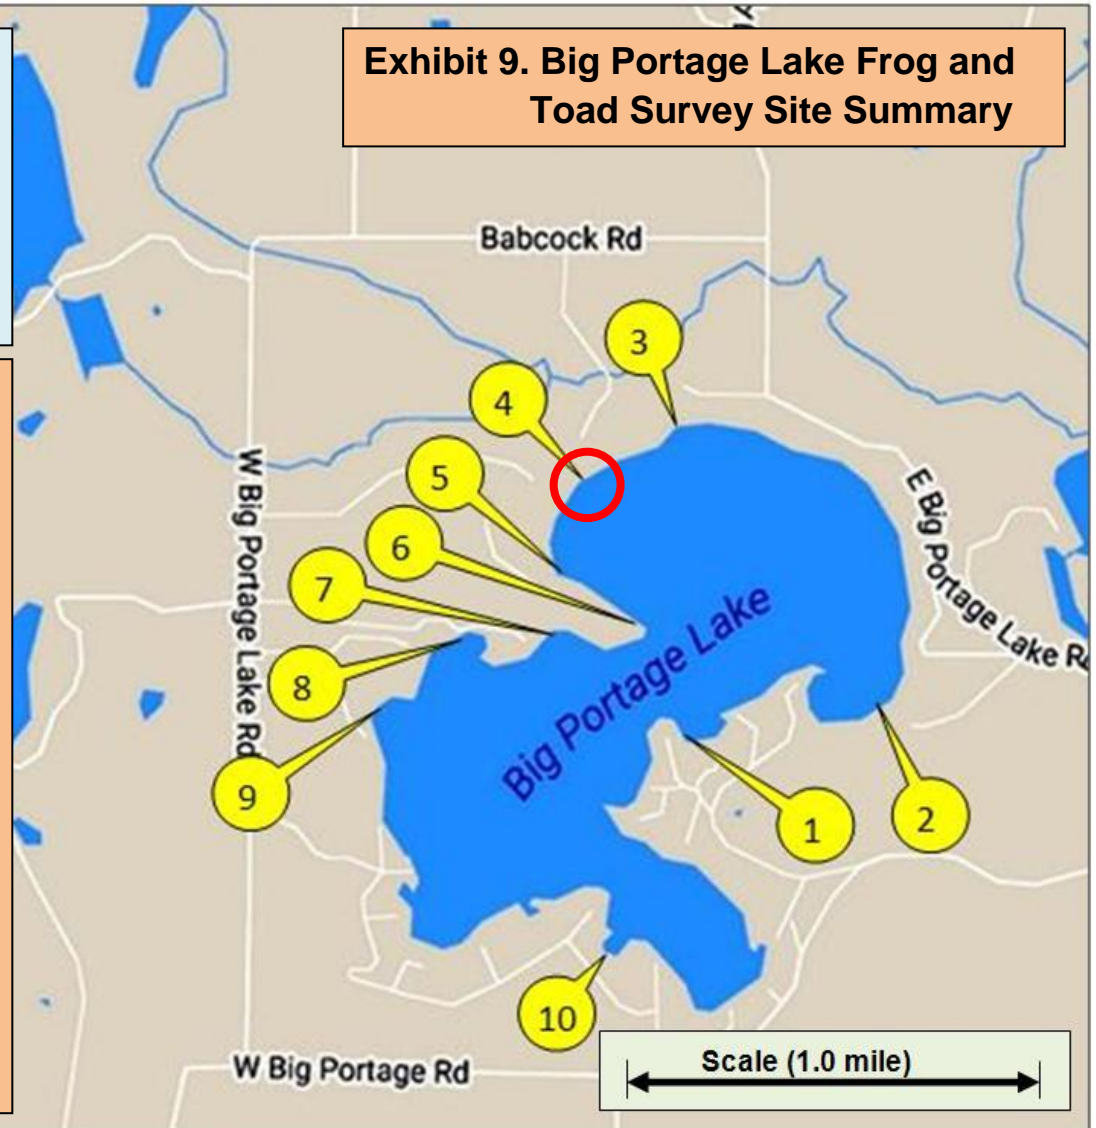 Exhibit 9. Big Portage Lake Frog and
Toad Survey Site Summary
Babcock Rd
3
4
5
6
7
8
9
W Big Portage Lake Rd
E Big Portage Lake R
Big Portage Lake
1
2
10
W Big Portage Rd
Scale (1.0 mile)